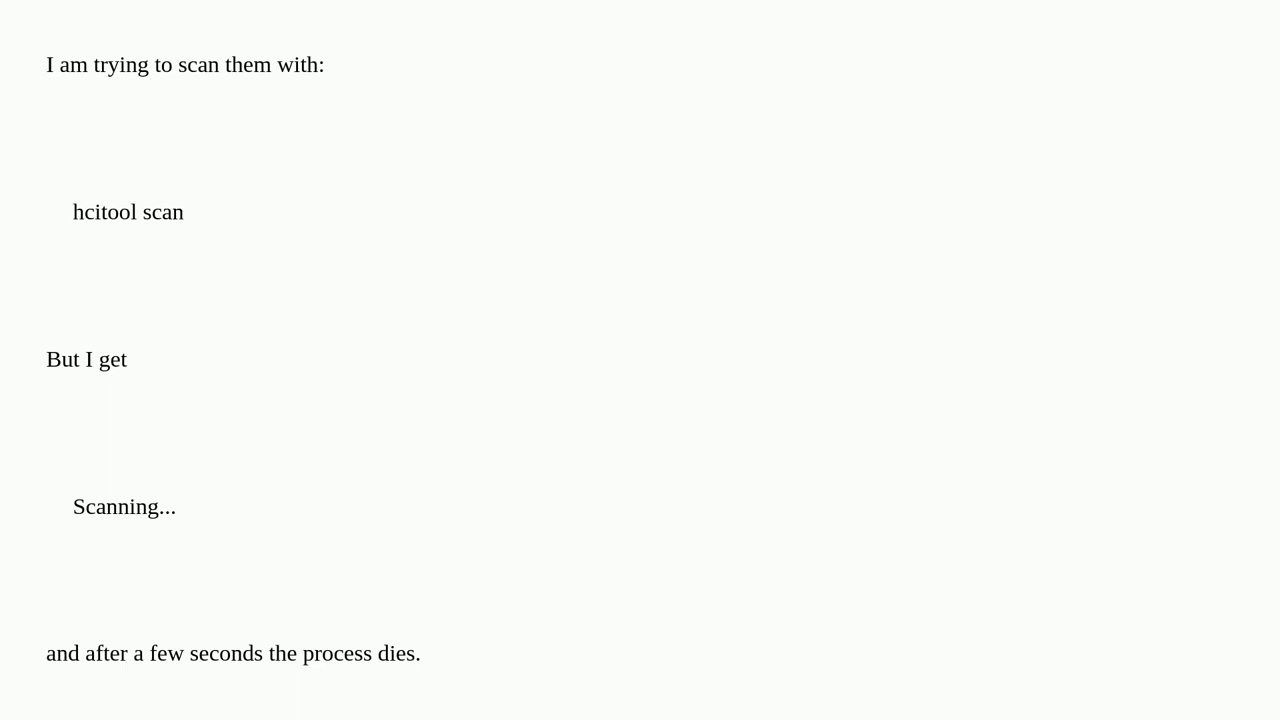 I am trying to scan them with:
hcitool scan
But I get
Scanning...
and after a few seconds the process dies.